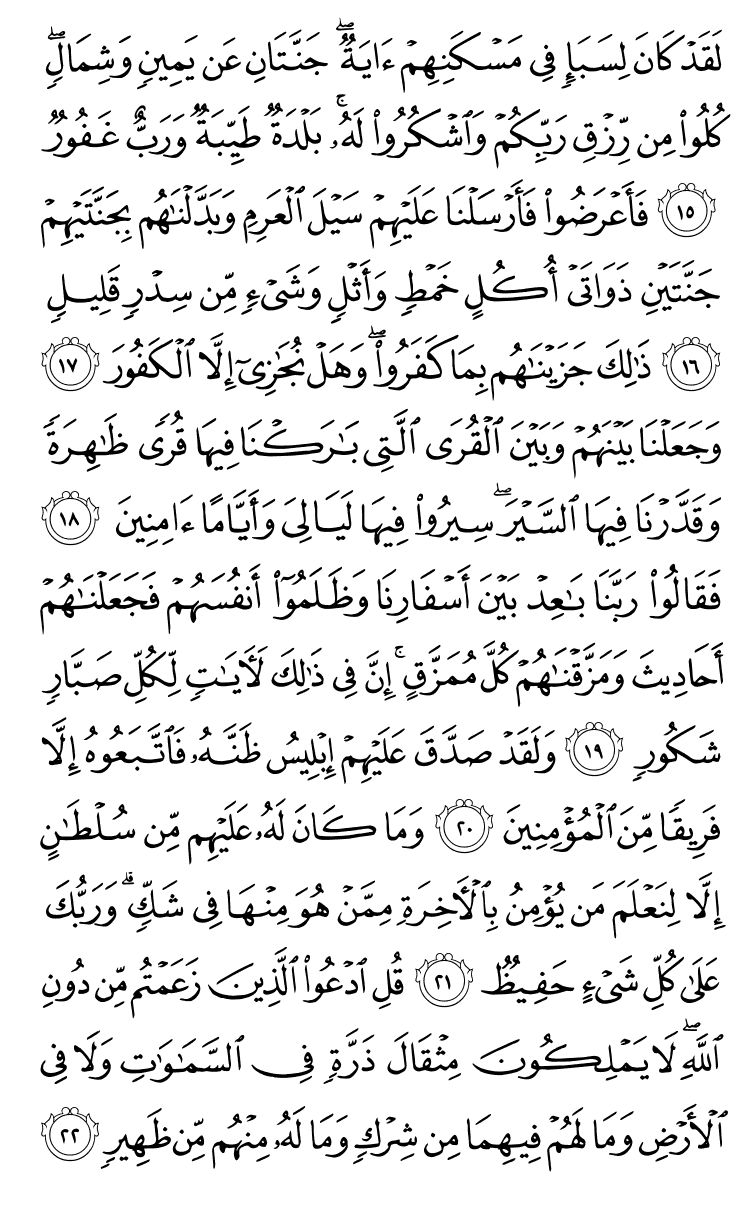 لَقَدۡ كَانَ لِسَبَإٖ فِي مَسۡكَنِهِمۡ ءَايَةٞۖ جَنَّتَانِ عَن يَمِينٖ وَشِمَالٖۖ
كُلُواْ مِن رِّزۡقِ رَبِّكُمۡ وَٱشۡكُرُواْ لَهُۥۚ بَلۡدَةٞ طَيِّبَةٞ وَرَبٌّ غَفُورٞ
١٥ فَأَعۡرَضُواْ فَأَرۡسَلۡنَا عَلَيۡهِمۡ سَيۡلَ ٱلۡعَرِمِ وَبَدَّلۡنَٰهُم بِجَنَّتَيۡهِمۡ
جَنَّتَيۡنِ ذَوَاتَيۡ أُكُلٍ خَمۡطٖ وَأَثۡلٖ وَشَيۡءٖ مِّن سِدۡرٖ قَلِيلٖ
١٦ ذَٰلِكَ جَزَيۡنَٰهُم بِمَا كَفَرُواْۖ وَهَلۡ نُجَٰزِيٓ إِلَّا ٱلۡكَفُورَ ١٧
وَجَعَلۡنَا بَيۡنَهُمۡ وَبَيۡنَ ٱلۡقُرَى ٱلَّتِي بَٰرَكۡنَا فِيهَا قُرٗى ظَٰهِرَةٗ
وَقَدَّرۡنَا فِيهَا ٱلسَّيۡرَۖ سِيرُواْ فِيهَا لَيَالِيَ وَأَيَّامًا ءَامِنِينَ ١٨
فَقَالُواْ رَبَّنَا بَٰعِدۡ بَيۡنَ أَسۡفَارِنَا وَظَلَمُوٓاْ أَنفُسَهُمۡ فَجَعَلۡنَٰهُمۡ
أَحَادِيثَ وَمَزَّقۡنَٰهُمۡ كُلَّ مُمَزَّقٍۚ إِنَّ فِي ذَٰلِكَ لَأٓيَٰتٖ لِّكُلِّ صَبَّارٖ
شَكُورٖ ١٩ وَلَقَدۡ صَدَّقَ عَلَيۡهِمۡ إِبۡلِيسُ ظَنَّهُۥ فَٱتَّبَعُوهُ إِلَّا
فَرِيقٗا مِّنَ ٱلۡمُؤۡمِنِينَ ٢٠ وَمَا كَانَ لَهُۥ عَلَيۡهِم مِّن سُلۡطَٰنٍ
إِلَّا لِنَعۡلَمَ مَن يُؤۡمِنُ بِٱلۡأٓخِرَةِ مِمَّنۡ هُوَ مِنۡهَا فِي شَكّٖۗ وَرَبُّكَ
عَلَىٰ كُلِّ شَيۡءٍ حَفِيظٞ ٢١ قُلِ ٱدۡعُواْ ٱلَّذِينَ زَعَمۡتُم مِّن دُونِ
ٱللَّهِۖ لَا يَمۡلِكُونَ مِثۡقَالَ ذَرَّةٖ فِي ٱلسَّمَٰوَٰتِ وَلَا فِي
ٱلۡأَرۡضِ وَمَا لَهُمۡ فِيهِمَا مِن شِرۡكٖ وَمَا لَهُۥ مِنۡهُم مِّن ظَهِيرٖ ٢٢